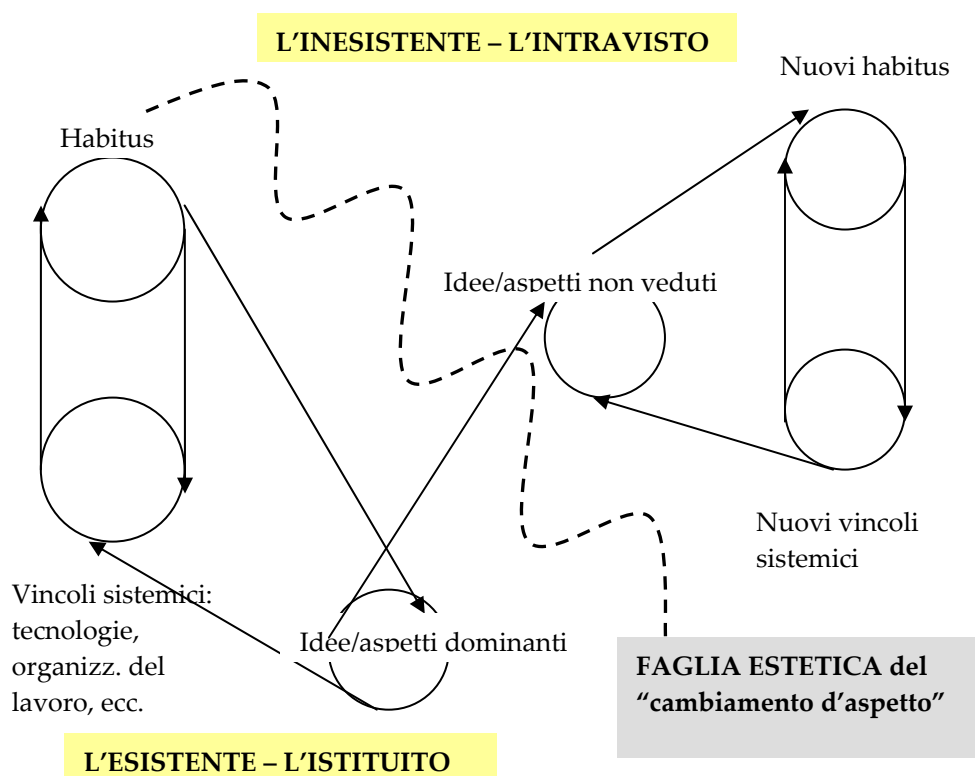 L’INESISTENTE – L’INTRAVISTO
Nuovi habitus
Habitus
Idee/aspetti non veduti
Nuovi vincoli
sistemici
Vincoli sistemici:
tecnologie,
organizz. del
lavoro, ecc.
Idee/aspetti dominanti
FAGLIA ESTETICA del
“cambiamento d’aspetto”
L’ESISTENTE – L’ISTITUITO